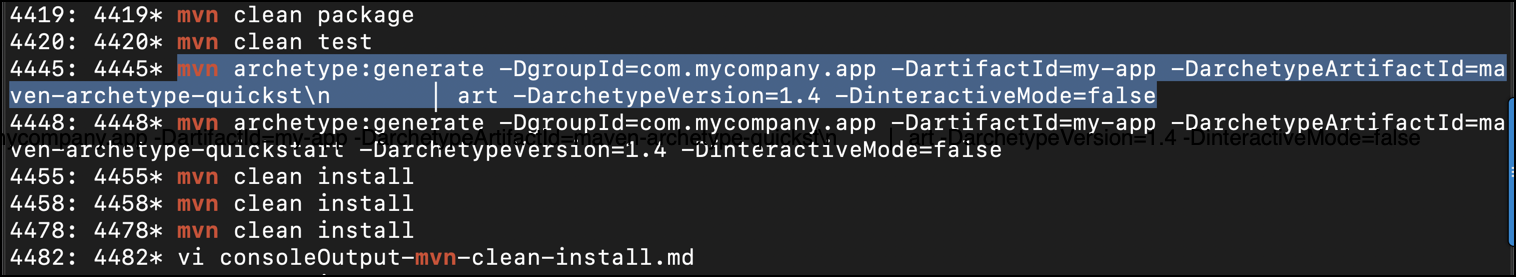 4419: 4419* mvn clean package
4420: 4420* mvn clean test
4445: 4445* mvn archetype:generate -DgroupId=com.mycompany.app -DartifactId=my-app -DarchetypeArtifactId=ma
ven-archetype-quickst\n        | art -DarchetypeVersion=1.4 -DinteractiveMode=false
4448: 4448* mvn archetype:generate -DgroupId=com.mycompany.app -DartifactId=my-app -DarchetypeArtifactId=ma
mycompany.app -DartifactId=my-app -DarchetypeArtifactId=maven-archetype-quickst\n        | art -DarchetypeVersion=1.4 -DinteractiveMode=false
ven-archetype-quickstart -DarchetypeVersion=1.4 -DinteractiveMode=false
4455: 4455* mvn clean install
4458: 4458* mvn clean install
4478: 4478* mvn clean install
4482: 4482* vi consoleOutput-mvn-clean-install.md